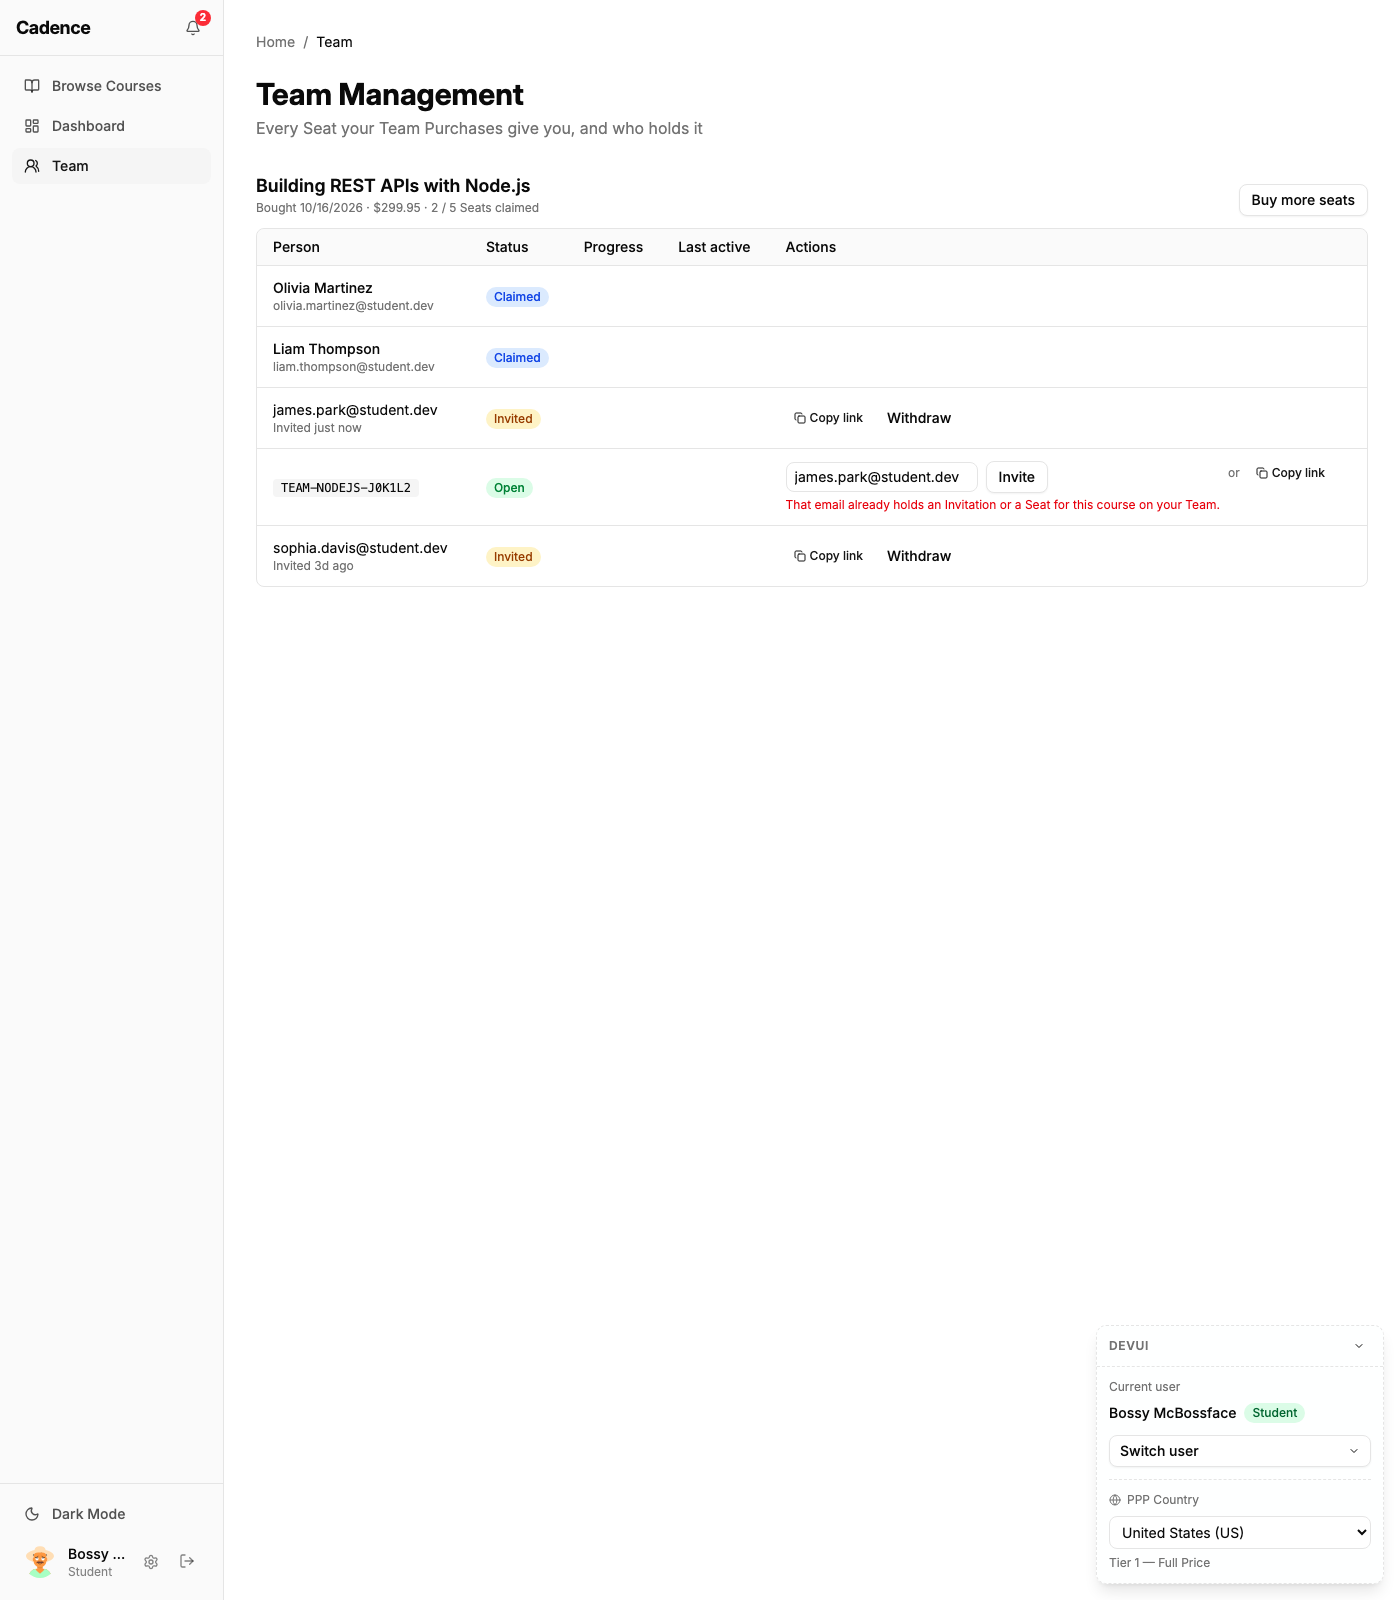 Cadence
2
Browse Courses
Dashboard
Team
Home / Team
Team Management
Every Seat your Team Purchases give you, and who holds it
Building REST APIs with Node.js
Bought 10/16/2026 · $299.95 · 2 / 5 Seats claimed
Buy more seats
Person Status Progress Last active Actions
Olivia Martinez
olivia.martinez@student.dev
Claimed
Liam Thompson
liam.thompson@student.dev
Claimed
james.park@student.dev
Invited just now
Invited
Copy link
Withdraw
TEAM-NODEJS-J0K1L2
Open
james.park@student.dev
Invite
or
Copy link
That email already holds an Invitation or a Seat for this course on your Team.
sophia.davis@student.dev
Invited 3d ago
Invited
Copy link
Withdraw
DEVUI
Current user
Bossy McBossface
Student
Switch user
PPP Country
United States (US)
Tier 1 — Full Price
Dark Mode
Bossy ...
Student